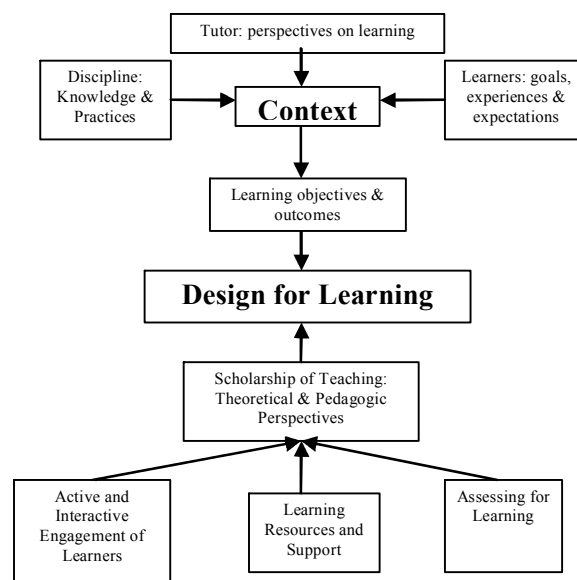 Tutor: perspectives on learning
Discipline:
Knowledge &
Practices
Context
Learners: goals,
experiences &
expectations
Learning objectives &
outcomes
Design for Learning
Scholarship of Teaching:
Theoretical & Pedagogic
Perspectives
Active and
Interactive
Engagement of
Learners
Learning
Resources and
Support
Assessing for
Learning